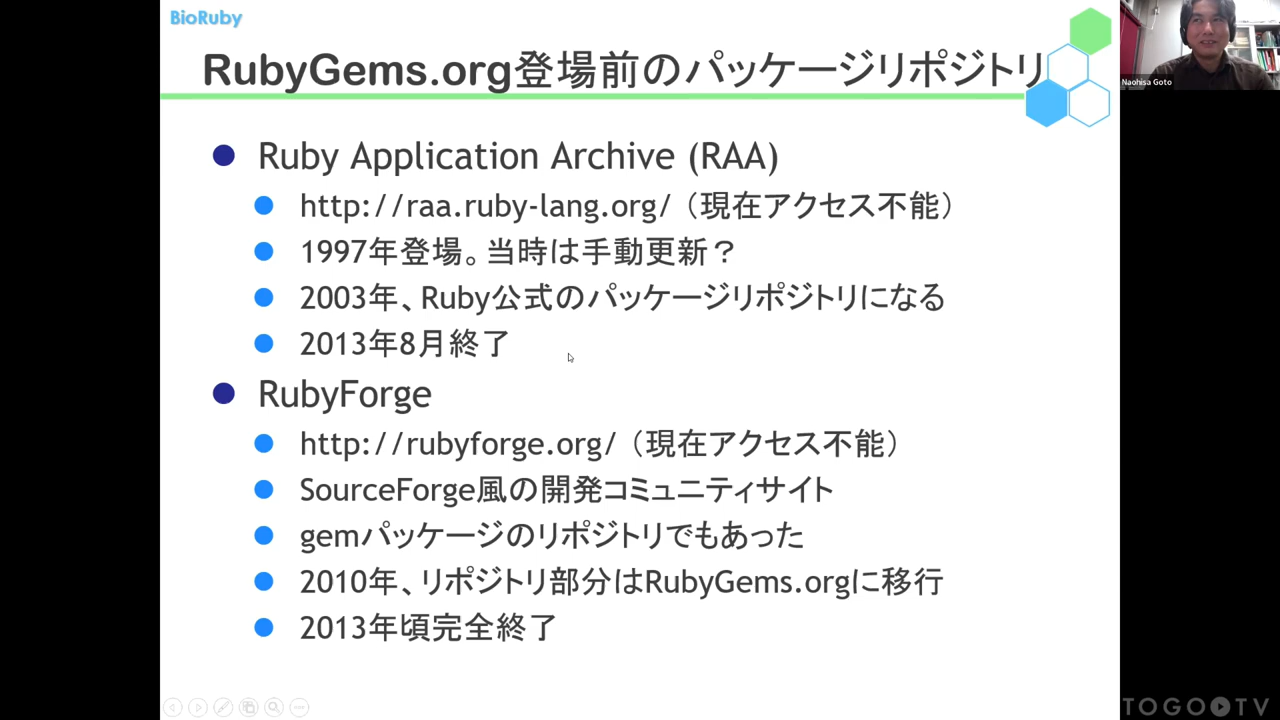 BioRuby
RubyGems.org登場前のパッケージリポジトリ
Naohisa Goto
Ruby Application Archive (RAA)
http://raa.ruby-lang.org/（現在アクセス不能）
1997年登場。当時は手動更新？
2003年、Ruby公式のパッケージリポジトリになる
2013年8月終了
RubyForge
http://rubyforge.org/（現在アクセス不能）
SourceForge風の開発コミュニティサイト
gemパッケージのリポジトリでもあった
2010年、リポジトリ部分はRubyGems.orgに移行
2013年頃完全終了
TOGO TV